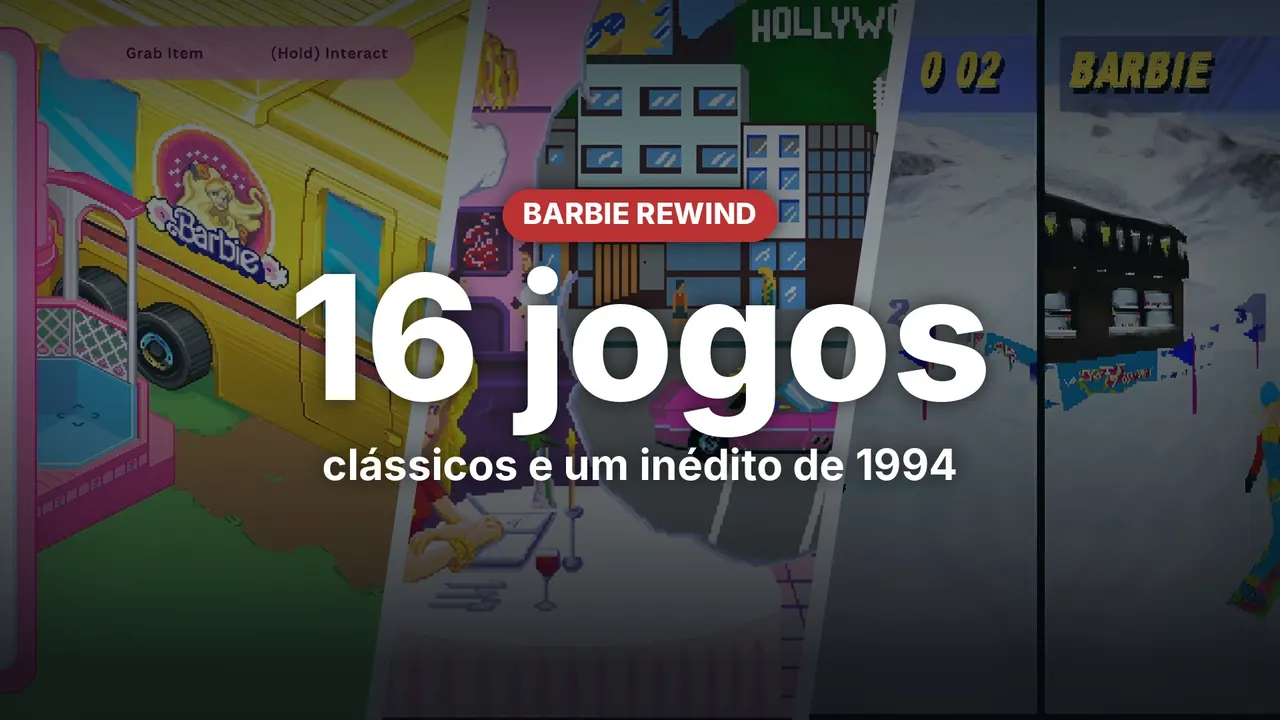 Grab Item
(Hold) Interact
HOLLYW
0 02
BARBIE
Barbie
BARBIE REWIND
16 jogos
clássicos e um inédito de 1994